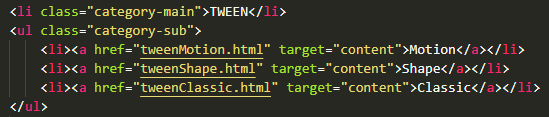 <li class="category-main">TWEEN</li>
<ul class="category-sub">
    <li><a href="tweenMotion.html" target="content">Motion</a></li>
    <li><a href="tweenShape.html" target="content">Shape</a></li>
    <li><a href="tweenClassic.html" target="content">Classic</a></li>
</ul>